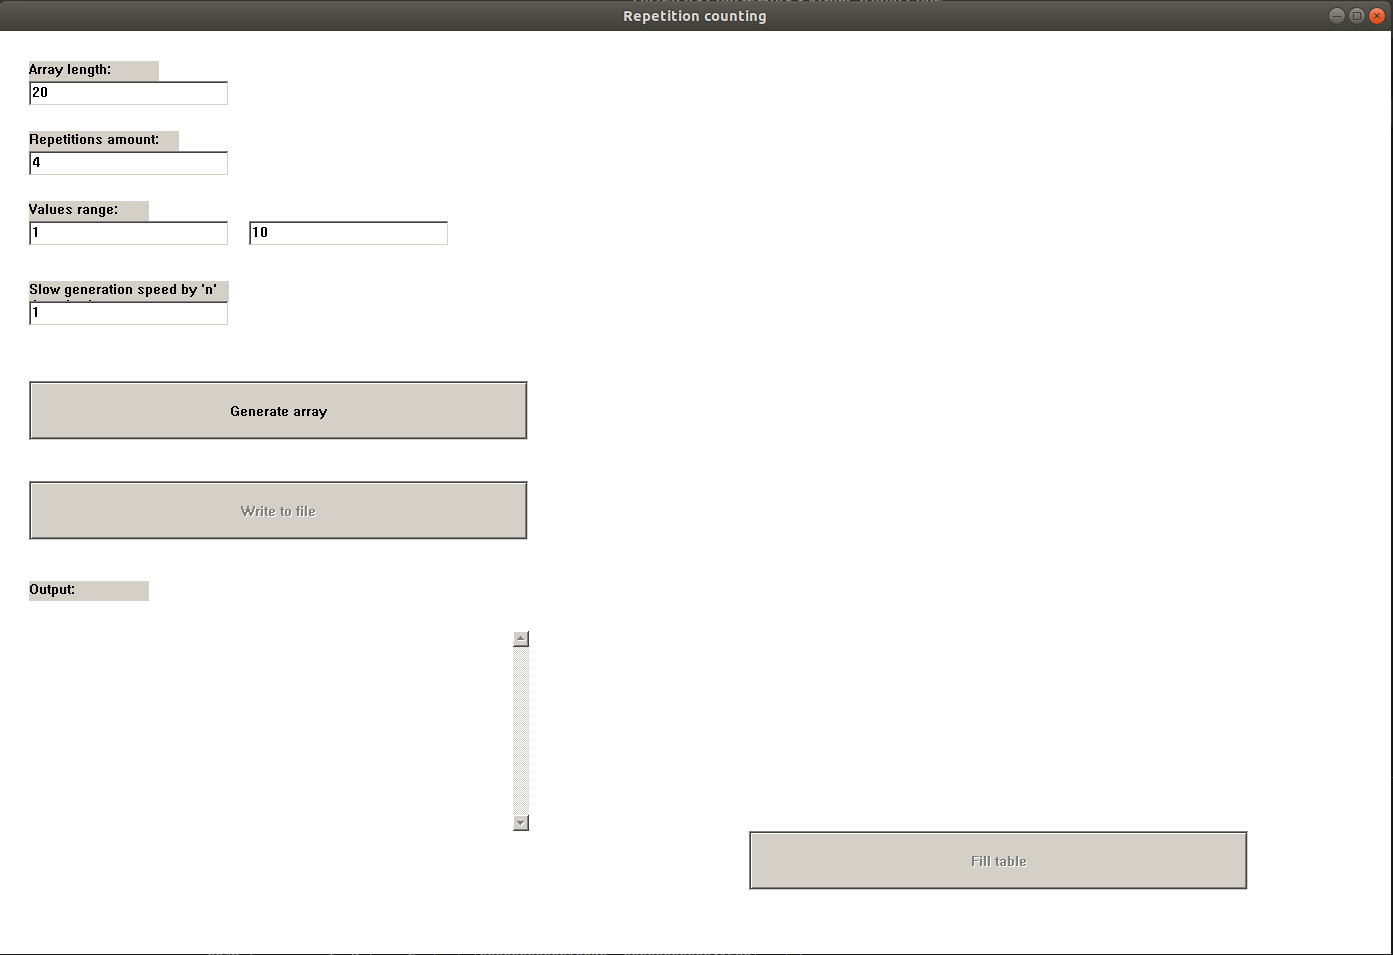 Repetition counting
Array length:
20
Repetitions amount:
4
Values range:
1
10
Slow generation speed by 'n'
1
Generate array
Write to file
Output:
Fill table